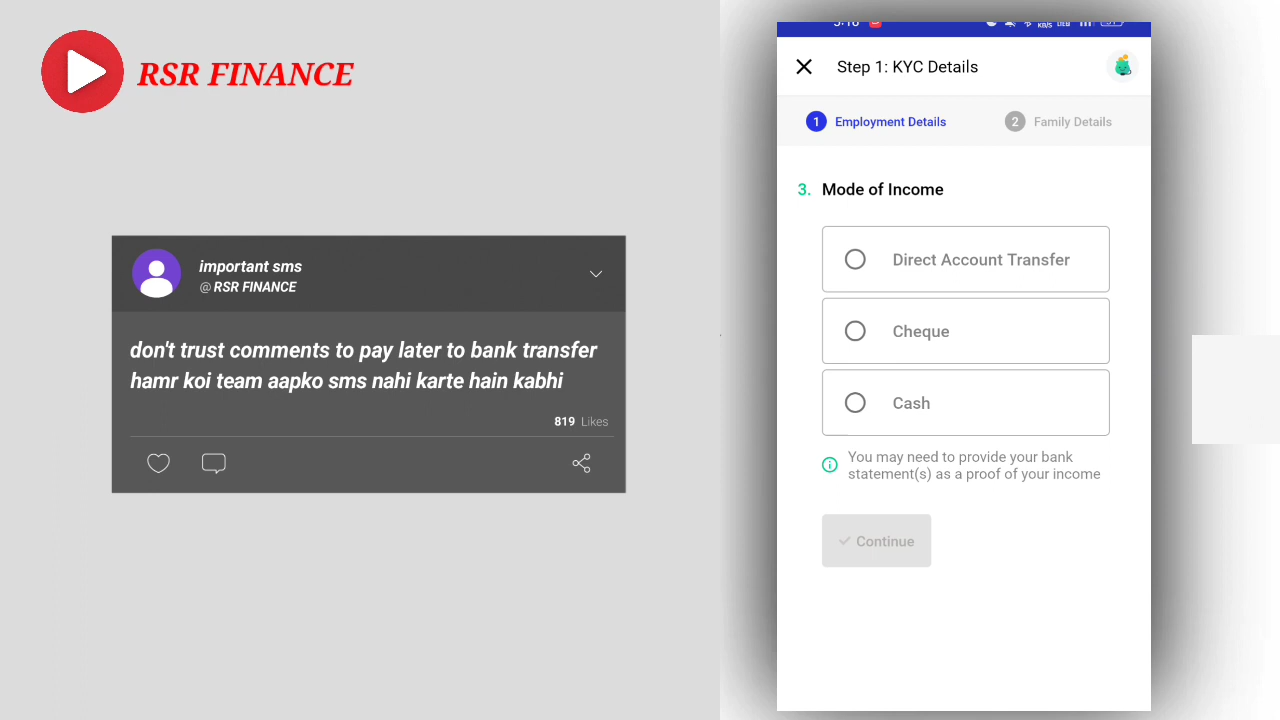 RSR FINANCE
important sms
@ RSR FINANCE
don't trust comments to pay later to bank transfer
hamr koi team aapko sms nahi karte hain kabhi
819 Likes
Step 1: KYC Details
1 Employment Details
2 Family Details
3. Mode of Income
Direct Account Transfer
Cheque
Cash
You may need to provide your bank
statement(s) as a proof of your income
Continue